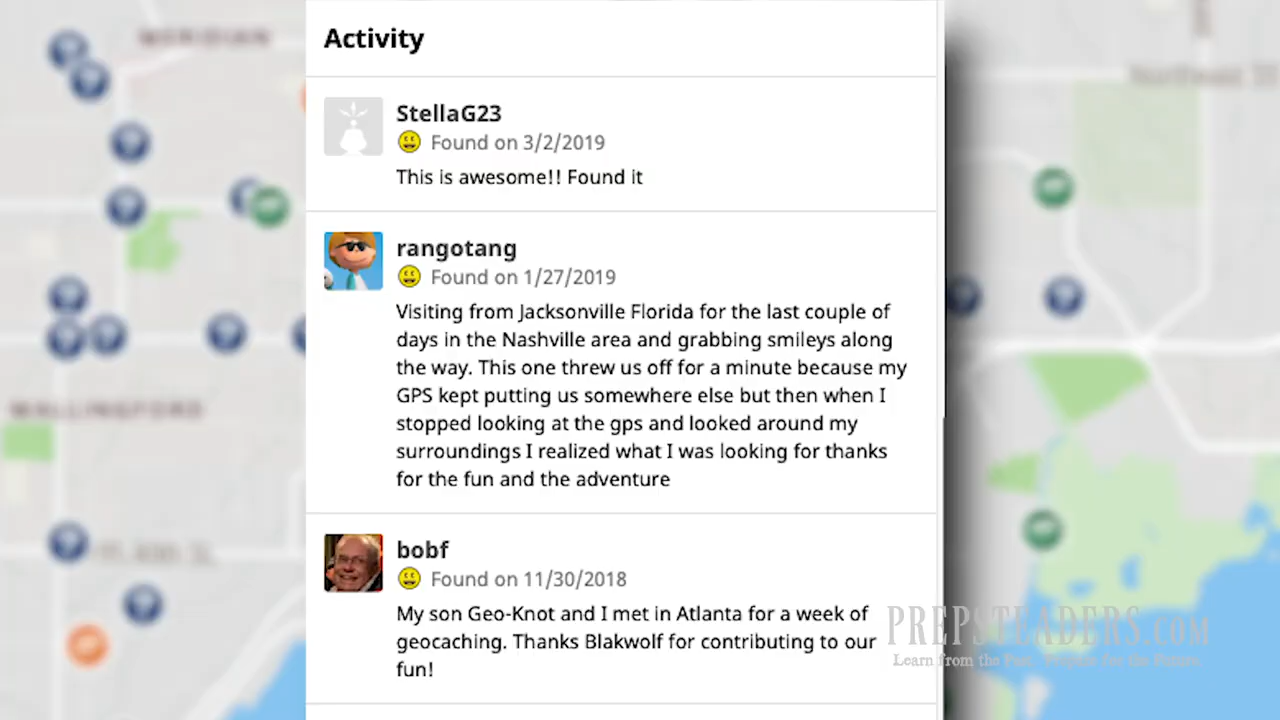 Activity
StellaG23
Found on 3/2/2019
This is awesome!! Found it
rangotang
Found on 1/27/2019
Visiting from Jacksonville Florida for the last couple of
days in the Nashville area and grabbing smileys along
the way. This one threw us off for a minute because my
GPS kept putting us somewhere else but then when I
stopped looking at the gps and looked around my
surroundings I realized what I was looking for thanks
for the fun and the adventure
bobf
Found on 11/30/2018
My son Geo-Knot and I met in Atlanta for a week of
geocaching. Thanks Blakwolf for contributing to our
fun!
MERIDIAN
WALLINGFORD
PREPSTEADERS.COM
Learn from the Past, Prepare for the Future